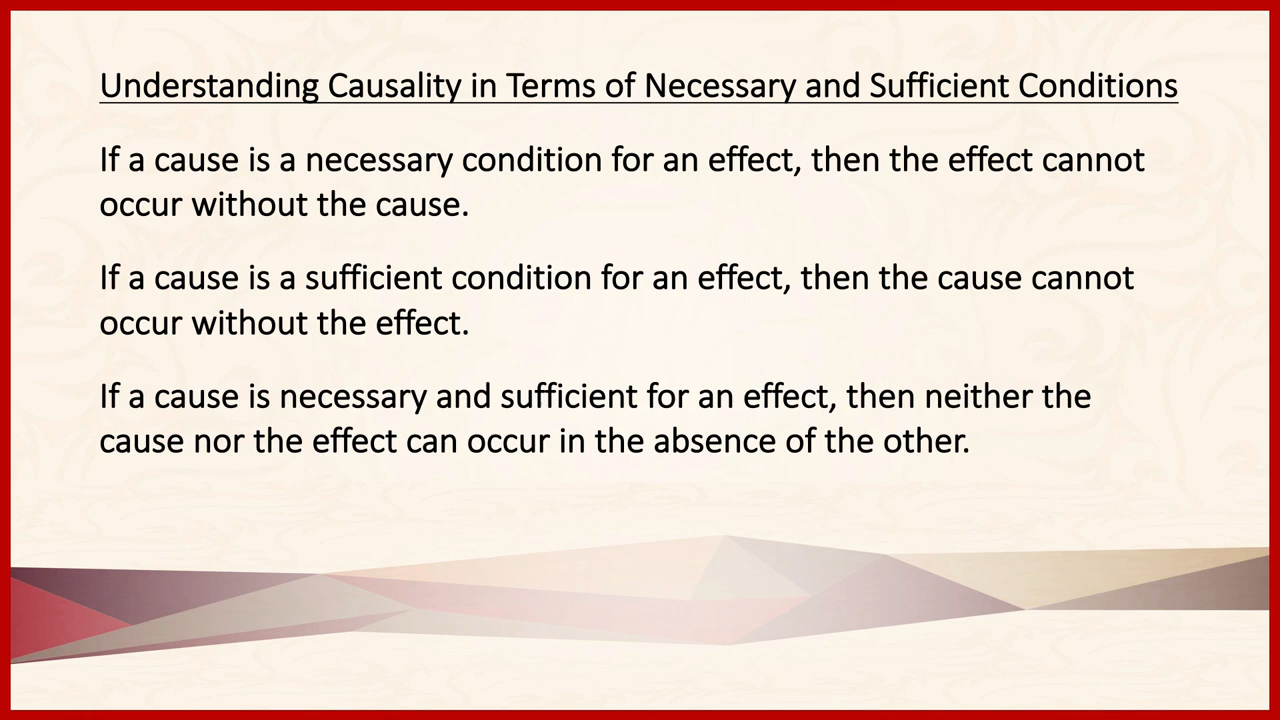 Understanding Causality in Terms of Necessary and Sufficient Conditions
If a cause is a necessary condition for an effect, then the effect cannot
occur without the cause.
If a cause is a sufficient condition for an effect, then the cause cannot
occur without the effect.
If a cause is necessary and sufficient for an effect, then neither the
cause nor the effect can occur in the absence of the other.